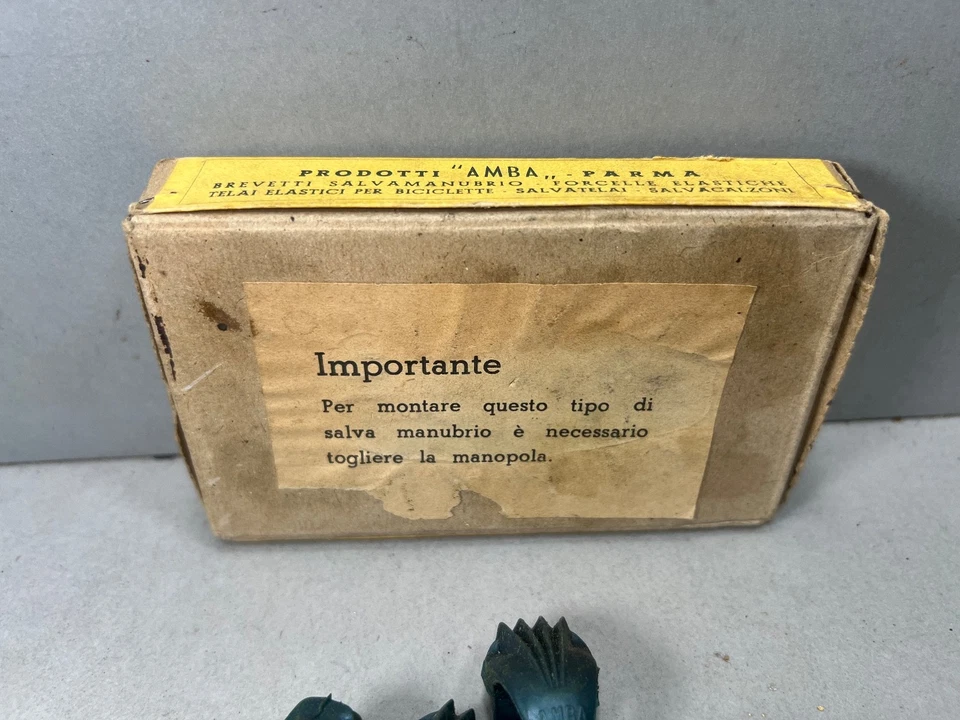 PRODOTTI "AMBA„ - PARMA
BREVETTI SALVAMANUBRIO - FORCELLE ELASTICHE
TELAI ELASTICI PER BICICLETTE - SALVATELAI - SALVACALZONI
Importante
Per montare questo tipo di
salva manubrio è necessario
togliere la manopola.
AMBA